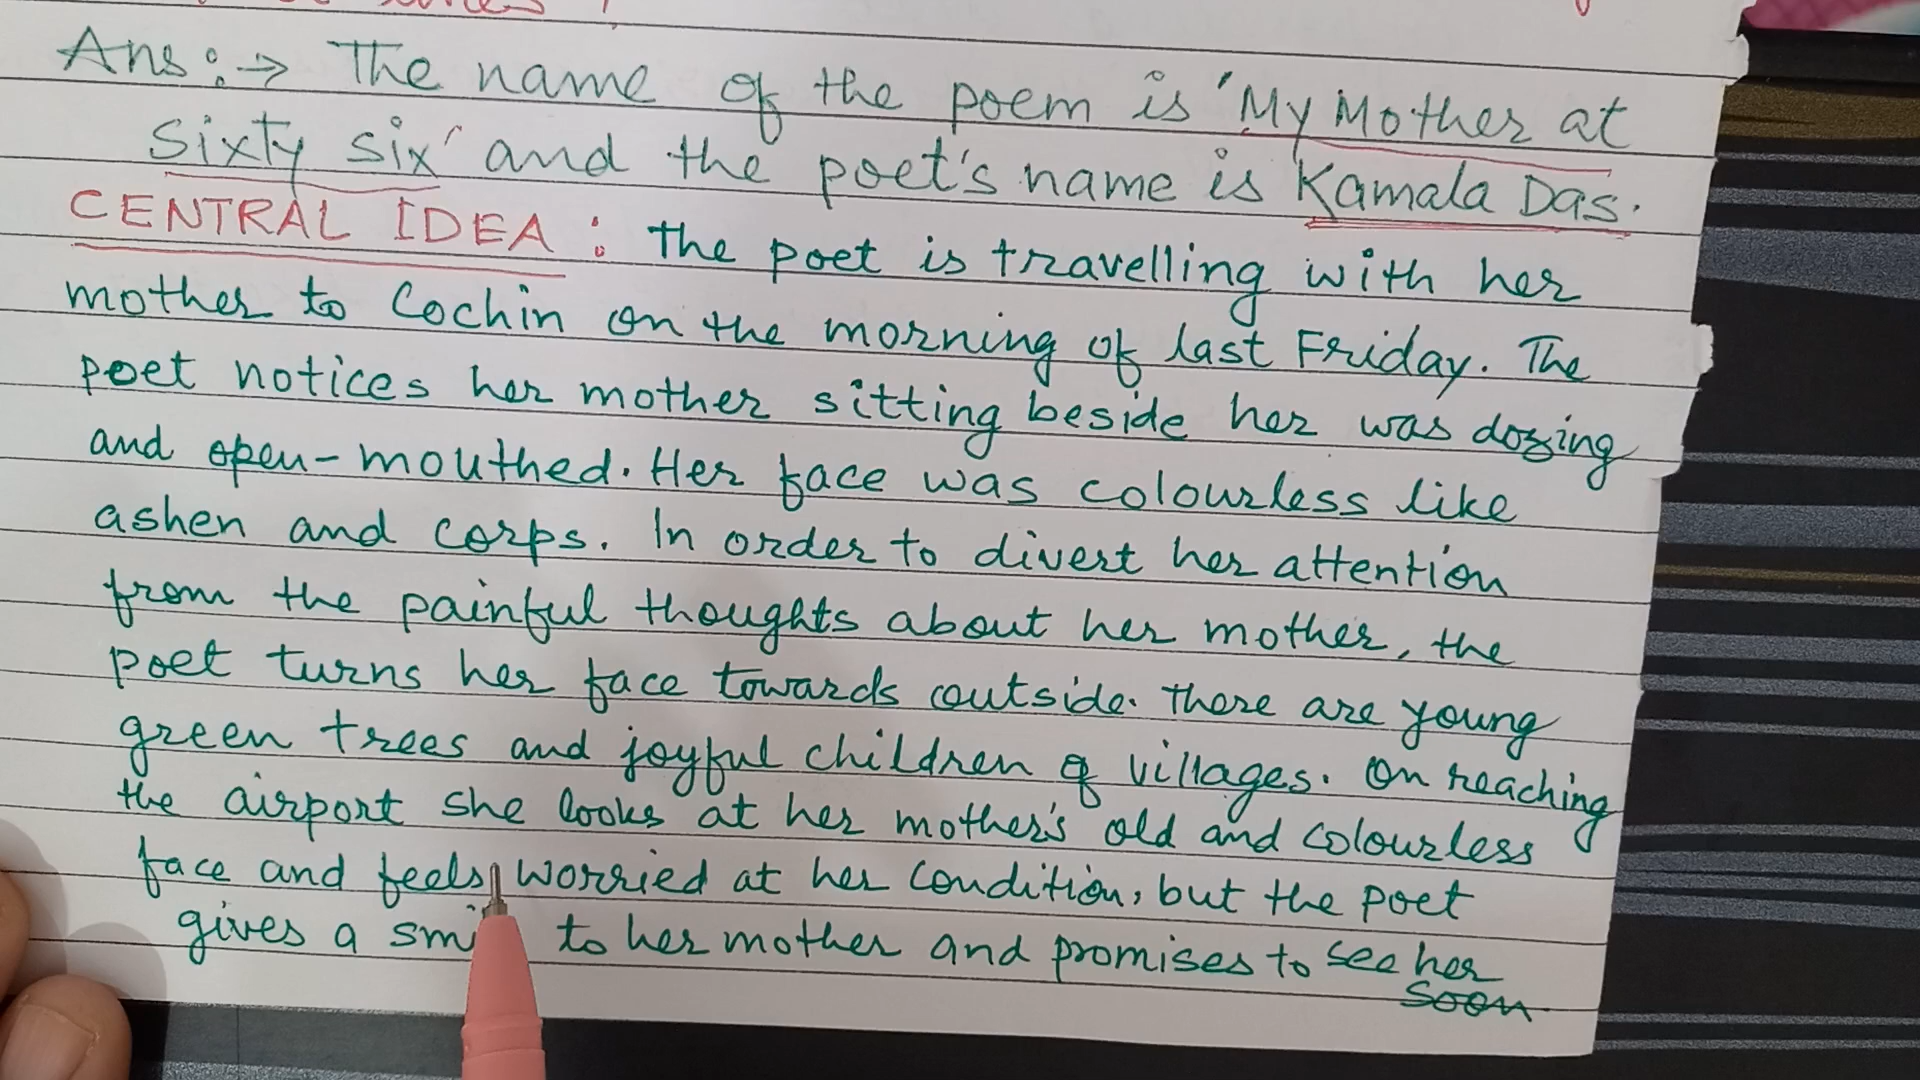 Ans :→ The name of the poem is 'My Mother at
Sixty six' and the poet's name is Kamala Das.
CENTRAL IDEA : The poet is travelling with her
mother to Cochin on the morning of last Friday. The
poet notices her mother sitting beside her was dozing
and open-mouthed. Her face was colourless like
ashen and corps. In order to divert her attention
from the painful thoughts about her mother, the
poet turns her face towards outside. There are young
green trees and joyful children of villages. On reaching
the airport she looks at her mother's old and colourless
face and feels worried at her condition, but the poet
gives a to her mother and promises to see her
soon